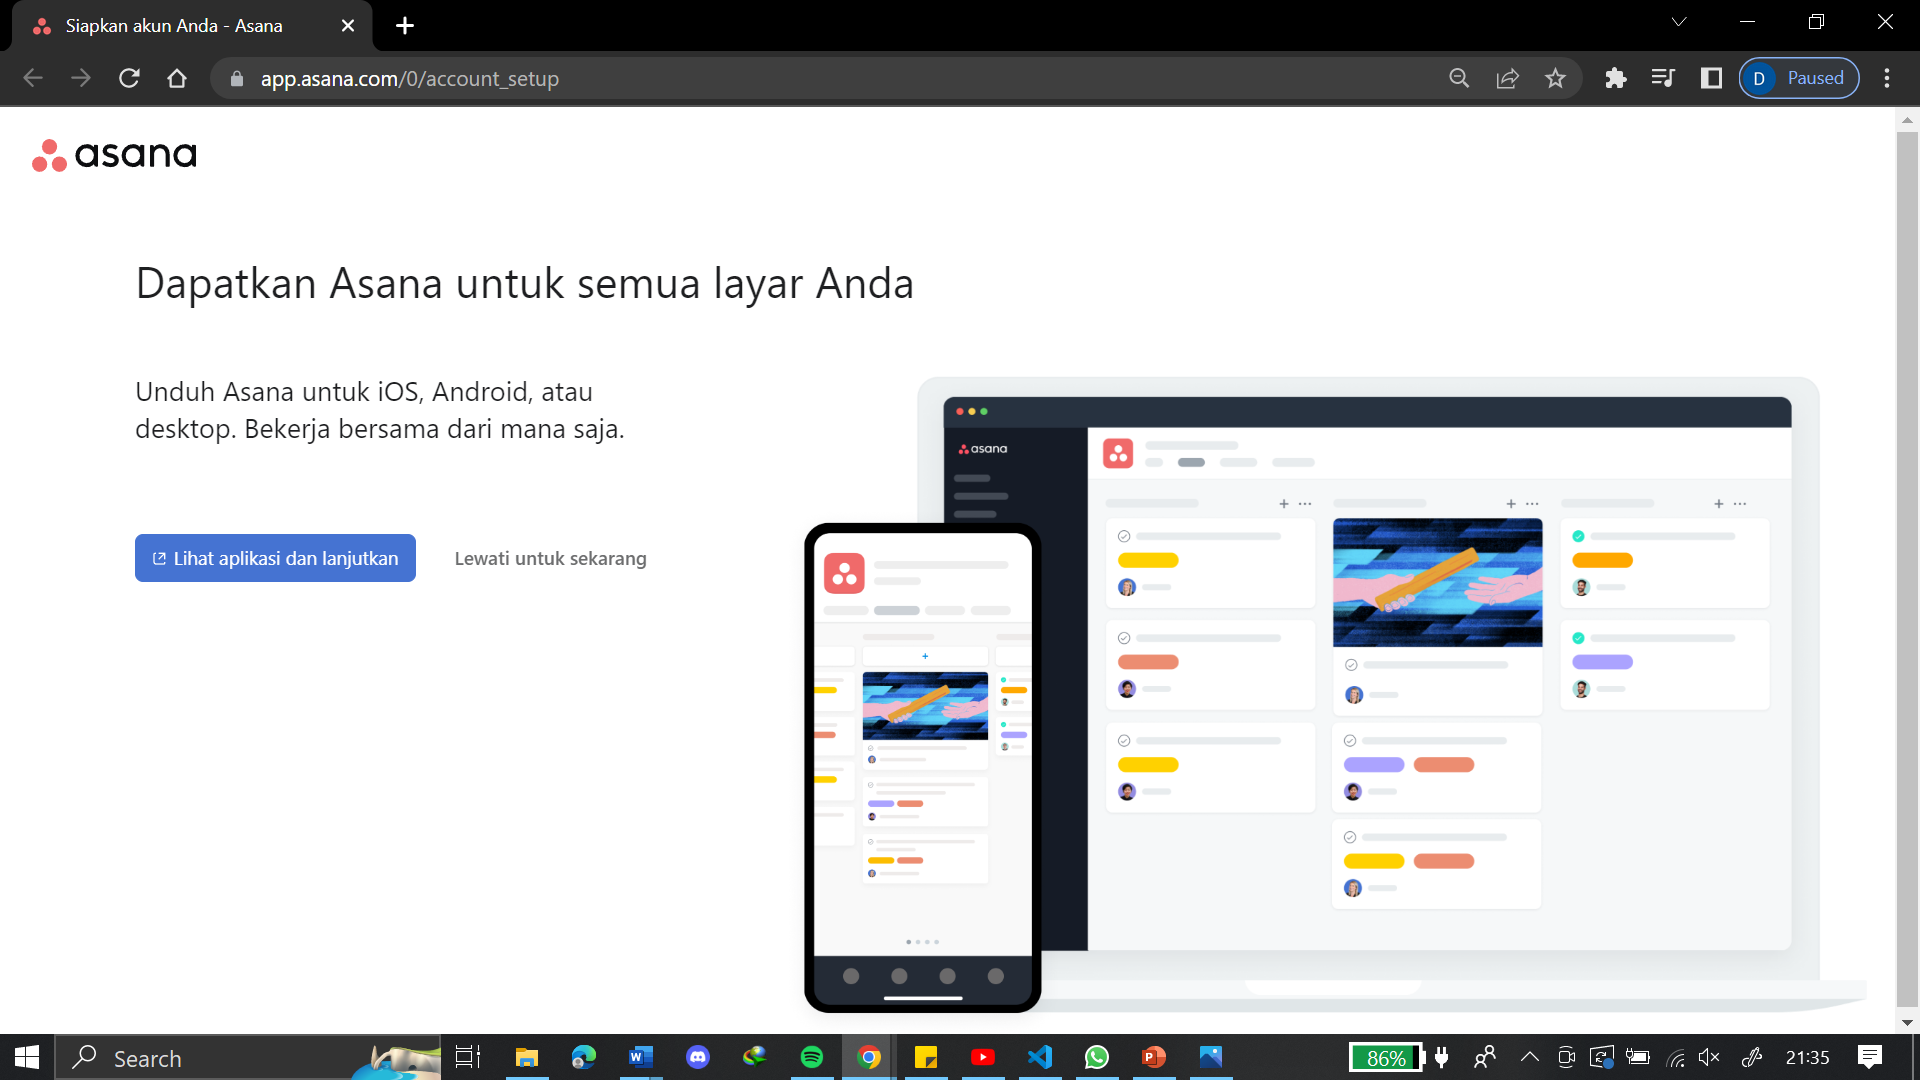 Siapkan akun Anda - Asana
app.asana.com/0/account_setup
D
Paused
asana
Dapatkan Asana untuk semua layar Anda
Unduh Asana untuk iOS, Android, atau
desktop. Bekerja bersama dari mana saja.
Lihat aplikasi dan lanjutkan
Lewati untuk sekarang
asana
Search
86%
21:35